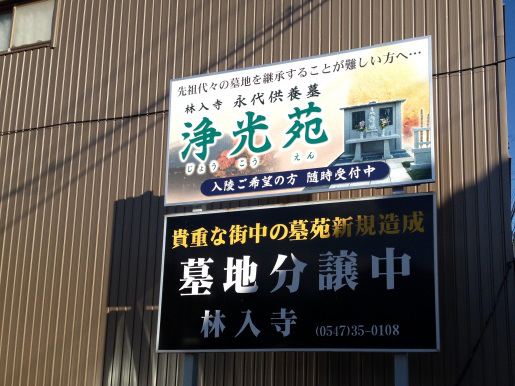 先祖代々の墓地を継承することが難しい方へ…
林入寺 永代供養墓
浄光苑
じょう こう えん
入陵ご希望の方 随時受付中
貴重な街中の墓苑新規造成
墓地分譲中
林入寺 (0547)35-0108